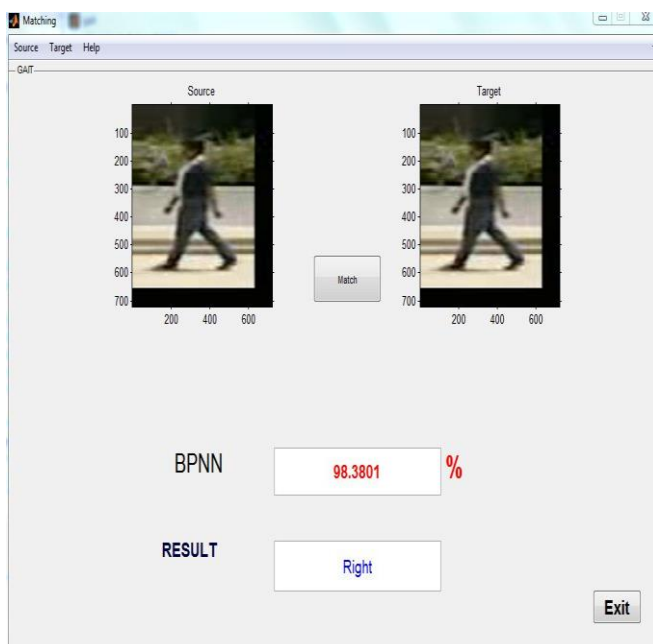 Matching
Source Target Help
GAIT
Source
Target
100
200
300
400
500
600
700
200 400 600
100
200
300
400
500
600
700
200 400 600
Match
BPNN
98.3801
%
RESULT
Right
Exit